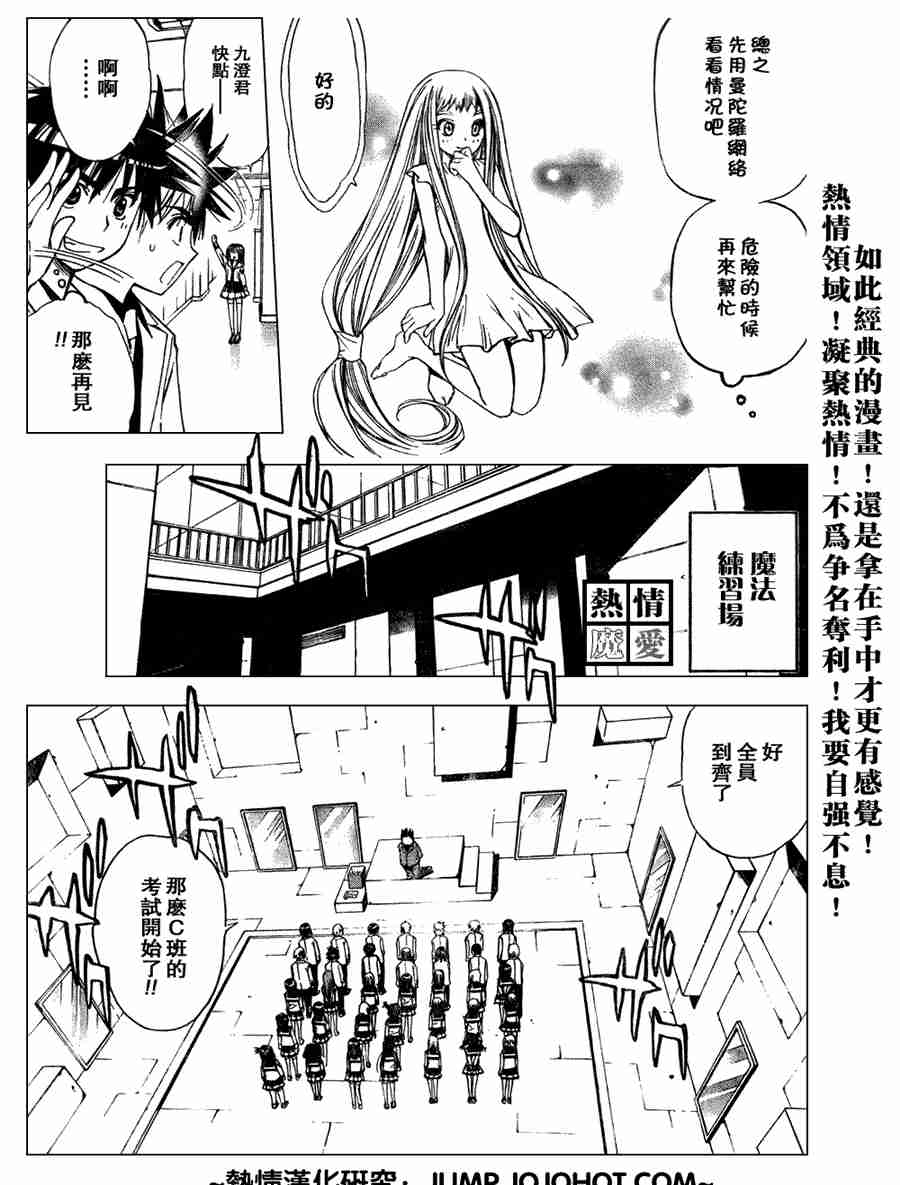 總之
先用曼陀羅網絡
看看情況吧
危險的時候
再來幫忙
好的
九澄君
快點——
啊啊
……
那麽再見
!!
魔法
練習場
熱情
魔愛
好
全員
到齊了
那麽C班的
考試開始了!!
如此經典的漫畫！還是拿在手中才更有感覺！
熱情領域！凝聚熱情！不爲争名奪利！我要自强不息！
~熱情漢化研究：JUMP.JOJOHOT.COM~